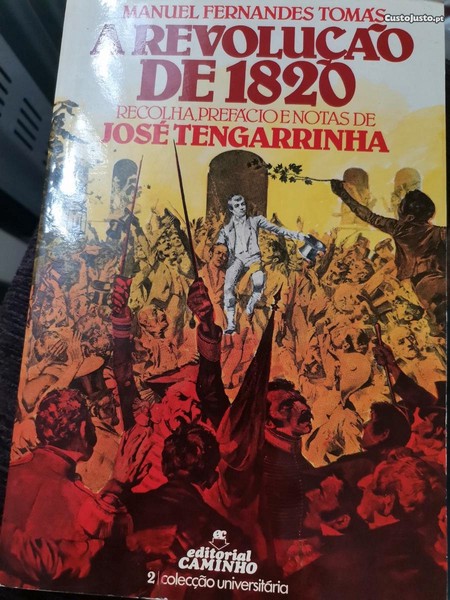 CustoJusto.pt
MANUEL FERNANDES TOMÁS
A REVOLUÇÃO
DE 1820
RECOLHA, PREFÁCIO E NOTAS DE
JOSÉ TENGARRINHA
ec
editorial
CAMINHO
2 | colecção universitária